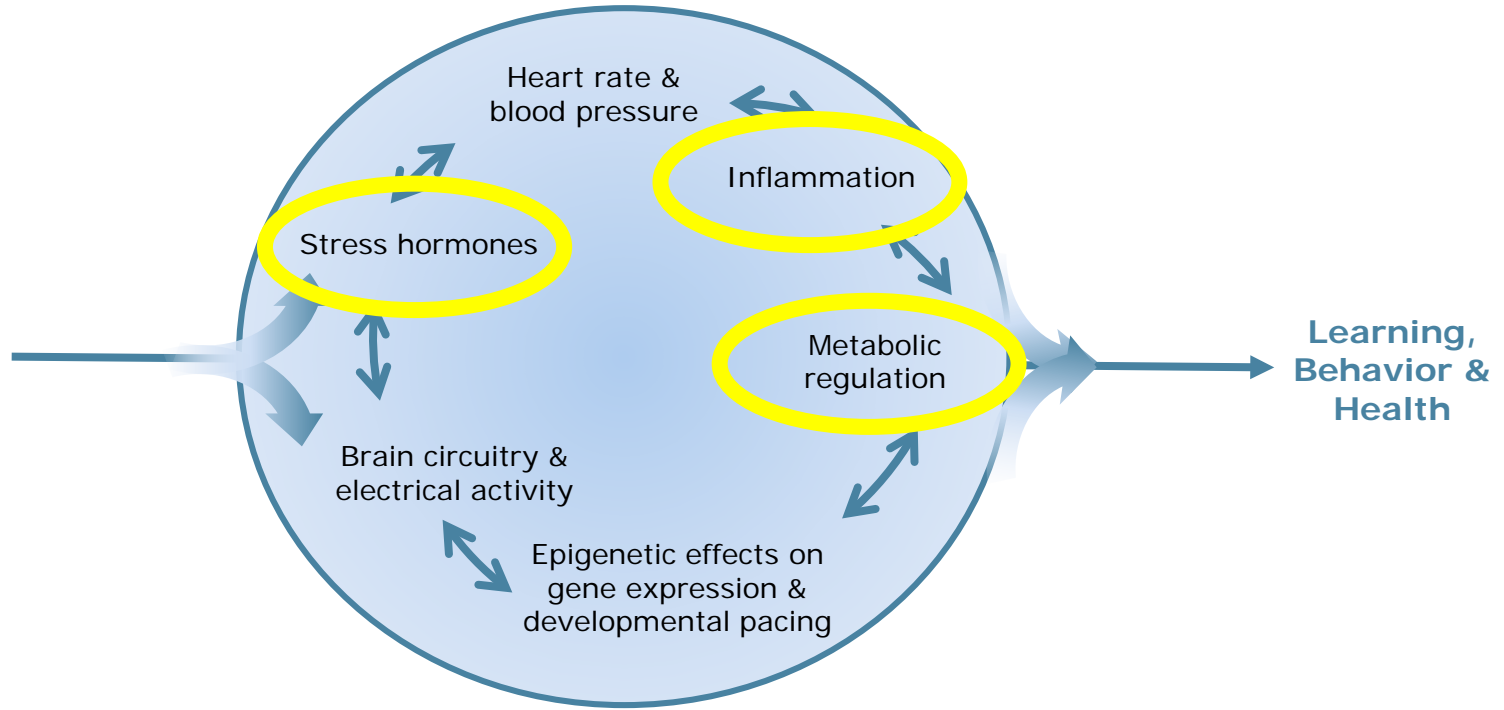 Heart rate &
blood pressure
Inflammation
Stress hormones
Metabolic
regulation
Learning,
Behavior &
Health
Brain circuitry &
electrical activity
Epigenetic effects on
gene expression &
developmental pacing